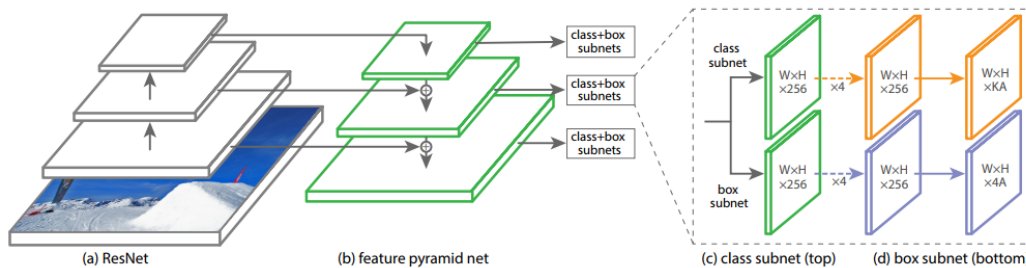 class+box
subnets
class+box
subnets
class+box
subnets
class
subnet
W×H
×256
×4
W×H
×256
W×H
×KA
box
subnet
W×H
×256
×4
W×H
×256
W×H
×4A
(a) ResNet
(b) feature pyramid net
(c) class subnet (top)
(d) box subnet (bottom